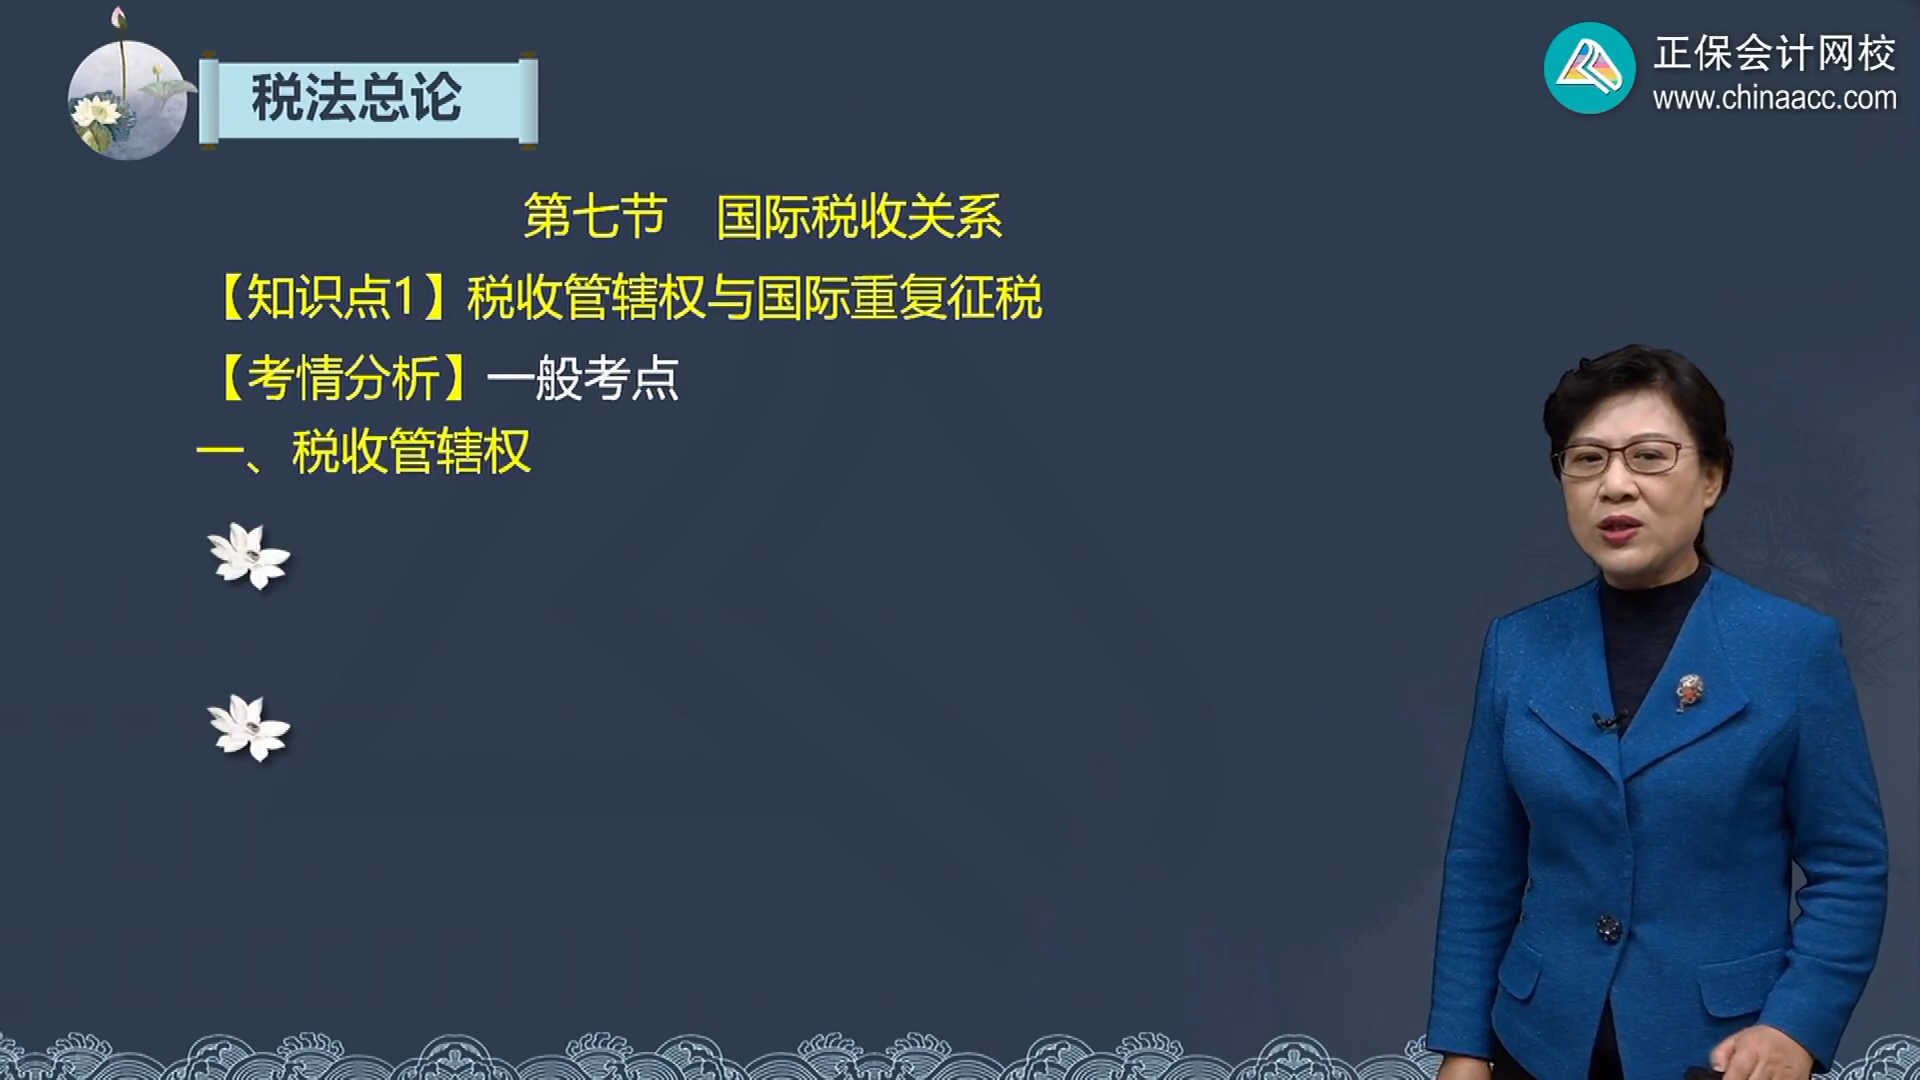 税法总论
正保会计网校
www.chinaacc.com
第七节 国际税收关系
【知识点1】税收管辖权与国际重复征税
【考情分析】一般考点
一、税收管辖权